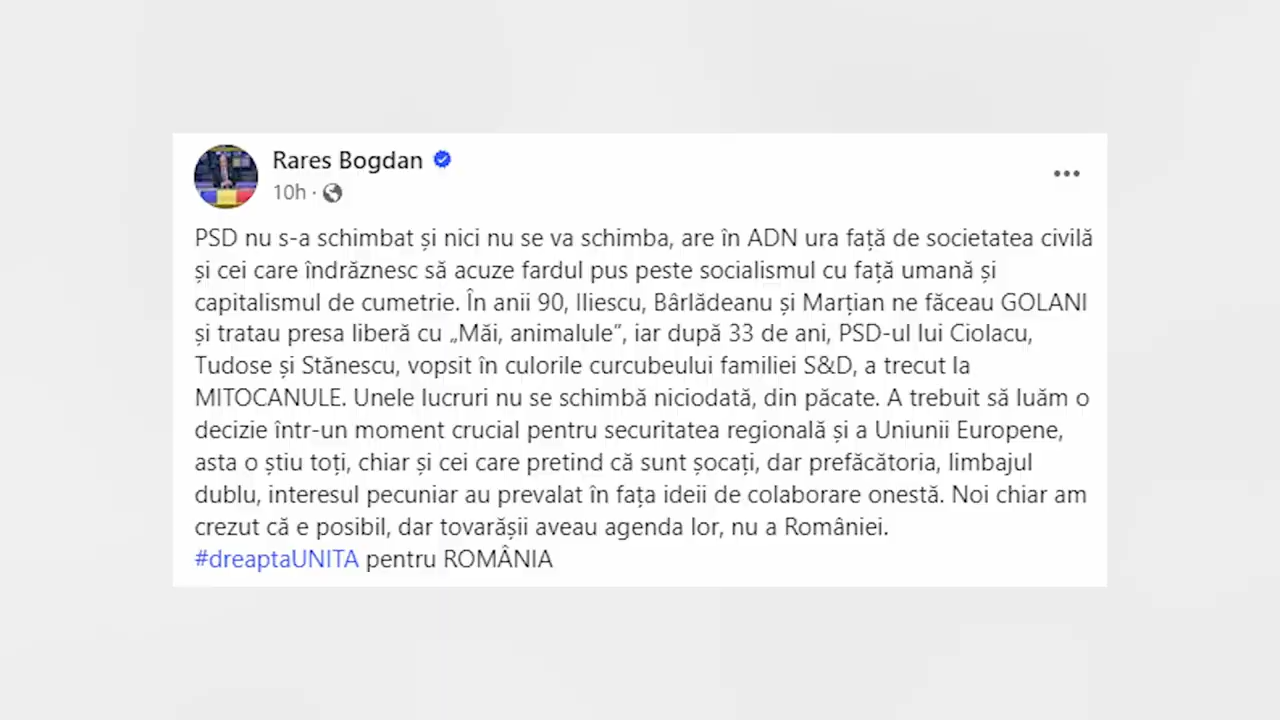 Rares Bogdan
10h ·
PSD nu s-a schimbat și nici nu se va schimba, are în ADN ura față de societatea civilă
și cei care îndrăznesc să acuze fardul pus peste socialismul cu față umană și
capitalismul de cumetrie. În anii 90, Iliescu, Bârlădeanu și Marțian ne făceau GOLANI
și tratau presa liberă cu „Măi, animalule”, iar după 33 de ani, PSD-ul lui Ciolacu,
Tudose și Stănescu, vopsit în culorile curcubeului familiei S&D, a trecut la
MITOCANULE. Unele lucruri nu se schimbă niciodată, din păcate. A trebuit să luăm o
decizie într-un moment crucial pentru securitatea regională și a Uniunii Europene,
asta o știu toți, chiar și cei care pretind că sunt șocați, dar prefăcătoria, limbajul
dublu, interesul pecuniar au prevalat în fața ideii de colaborare onestă. Noi chiar am
crezut că e posibil, dar tovarășii aveau agenda lor, nu a României.
#dreaptaUNITA pentru ROMÂNIA